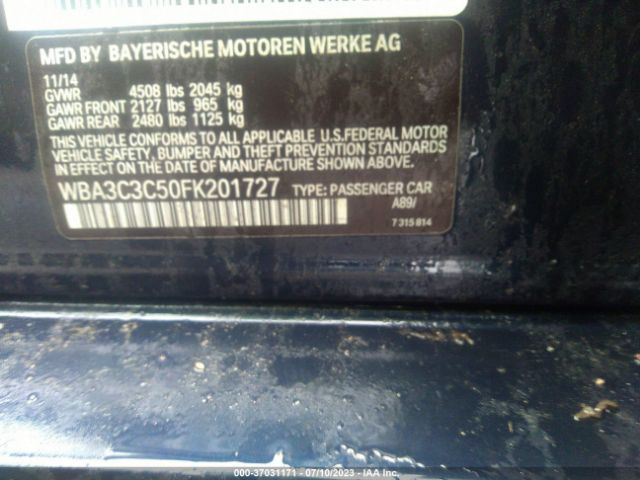 MFD BY BAYERISCHE MOTOREN WERKE AG
11/14
GVWR 4508 lbs 2045 kg
GAWR FRONT 2127 lbs 965 kg
GAWR REAR 2480 lbs 1125 kg
THIS VEHICLE CONFORMS TO ALL APPLICABLE U.S.FEDERAL MOTOR
VEHICLE SAFETY, BUMPER AND THEFT PREVENTION STANDARDS
IN EFFECT ON THE DATE OF MANUFACTURE SHOWN ABOVE.
WBA3C3C50FK201727 TYPE: PASSENGER CAR
A89/
7 315 814
000-37031171 - 07/10/2023 - IAA Inc.